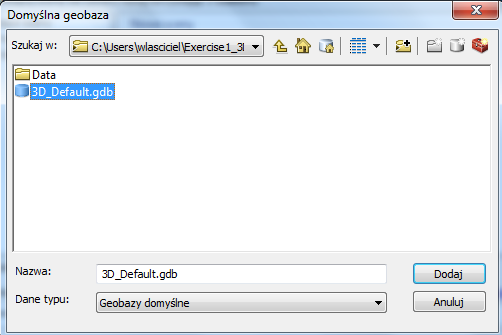 Domyślna geobaza
Szukaj w:
C:\Users\wlasciciel\Exercise1_3l
Data
3D_Default.gdb
Nazwa:
3D_Default.gdb
Dodaj
Dane typu:
Geobazy domyślne
Anuluj